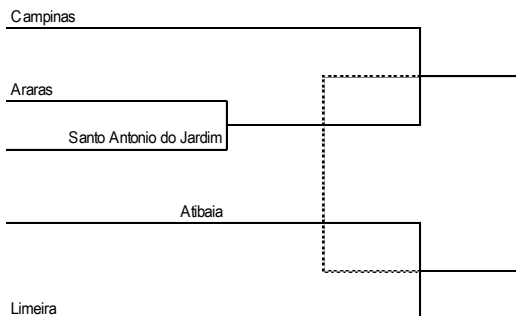 Campinas
Araras
Santo Antonio do Jardim
Atibaia
Limeira